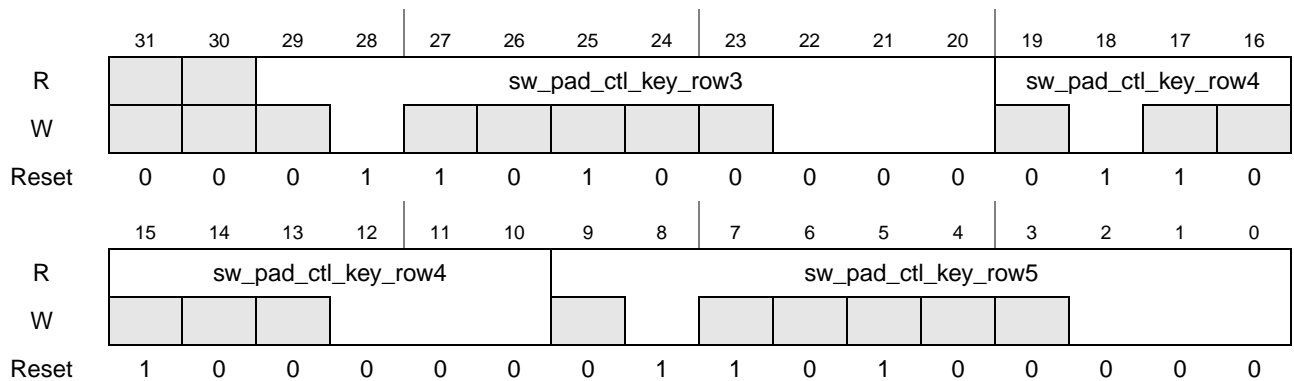 31 30 29 28 27 26 25 24 23 22 21 20 19 18 17 16
R sw_pad_ctl_key_row3 sw_pad_ctl_key_row4
W
Reset 0 0 0 1 1 0 1 0 0 0 0 0 0 1 1 0
15 14 13 12 11 10 9 8 7 6 5 4 3 2 1 0
R sw_pad_ctl_key_row4 sw_pad_ctl_key_row5
W
Reset 1 0 0 0 0 0 0 1 1 0 1 0 0 0 0 0